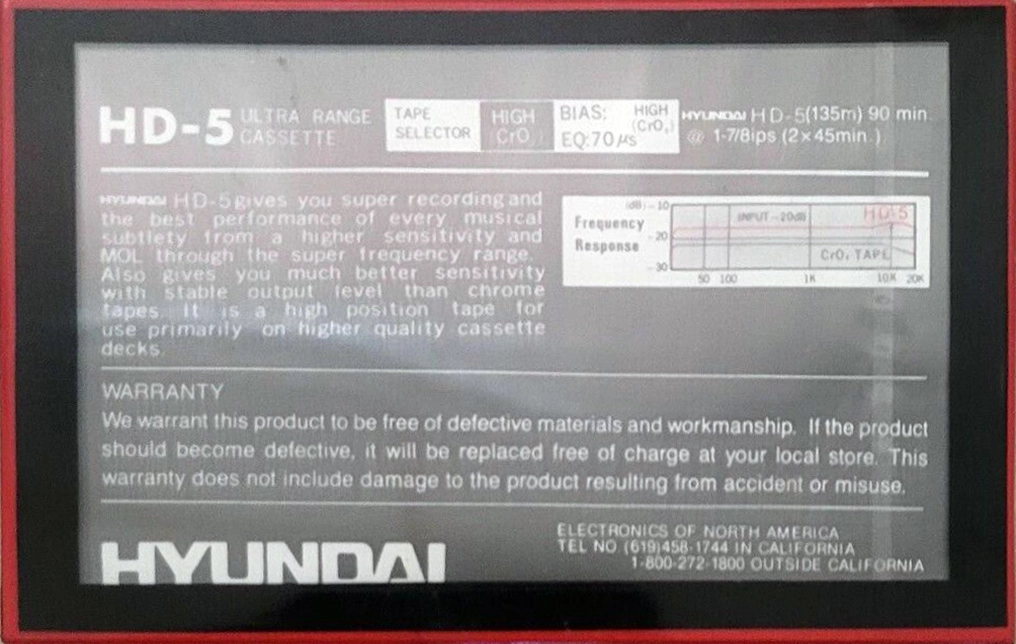 HD-5 ULTRA RANGE CASSETTE
TAPE SELECTOR HIGH (CrO₂) BIAS: HIGH (CrO₂) EQ:70μs
HYUNDAI HD-5(135m) 90 min.
@ 1-7/8ips (2×45min.)
HYUNDAI HD-5 gives you super recording and
the best performance of every musical
subtlety from a higher sensitivity and
MOL through the super frequency range.
Also gives you much better sensitivity
with stable output level than chrome
tapes. It is a high position tape for
use primarily on higher quality cassette
decks.
Frequency
Response
(dB) -10
-20
-30
INPUT -20dB
HD-5
CrO₂ TAPE
50 100 1K 10K 20K
WARRANTY
We warrant this product to be free of defective materials and workmanship. If the product
should become defective, it will be replaced free of charge at your local store. This
warranty does not include damage to the product resulting from accident or misuse.
HYUNDAI
ELECTRONICS OF NORTH AMERICA
TEL NO. (619)458-1744 IN CALIFORNIA
1-800-272-1800 OUTSIDE CALIFORNIA